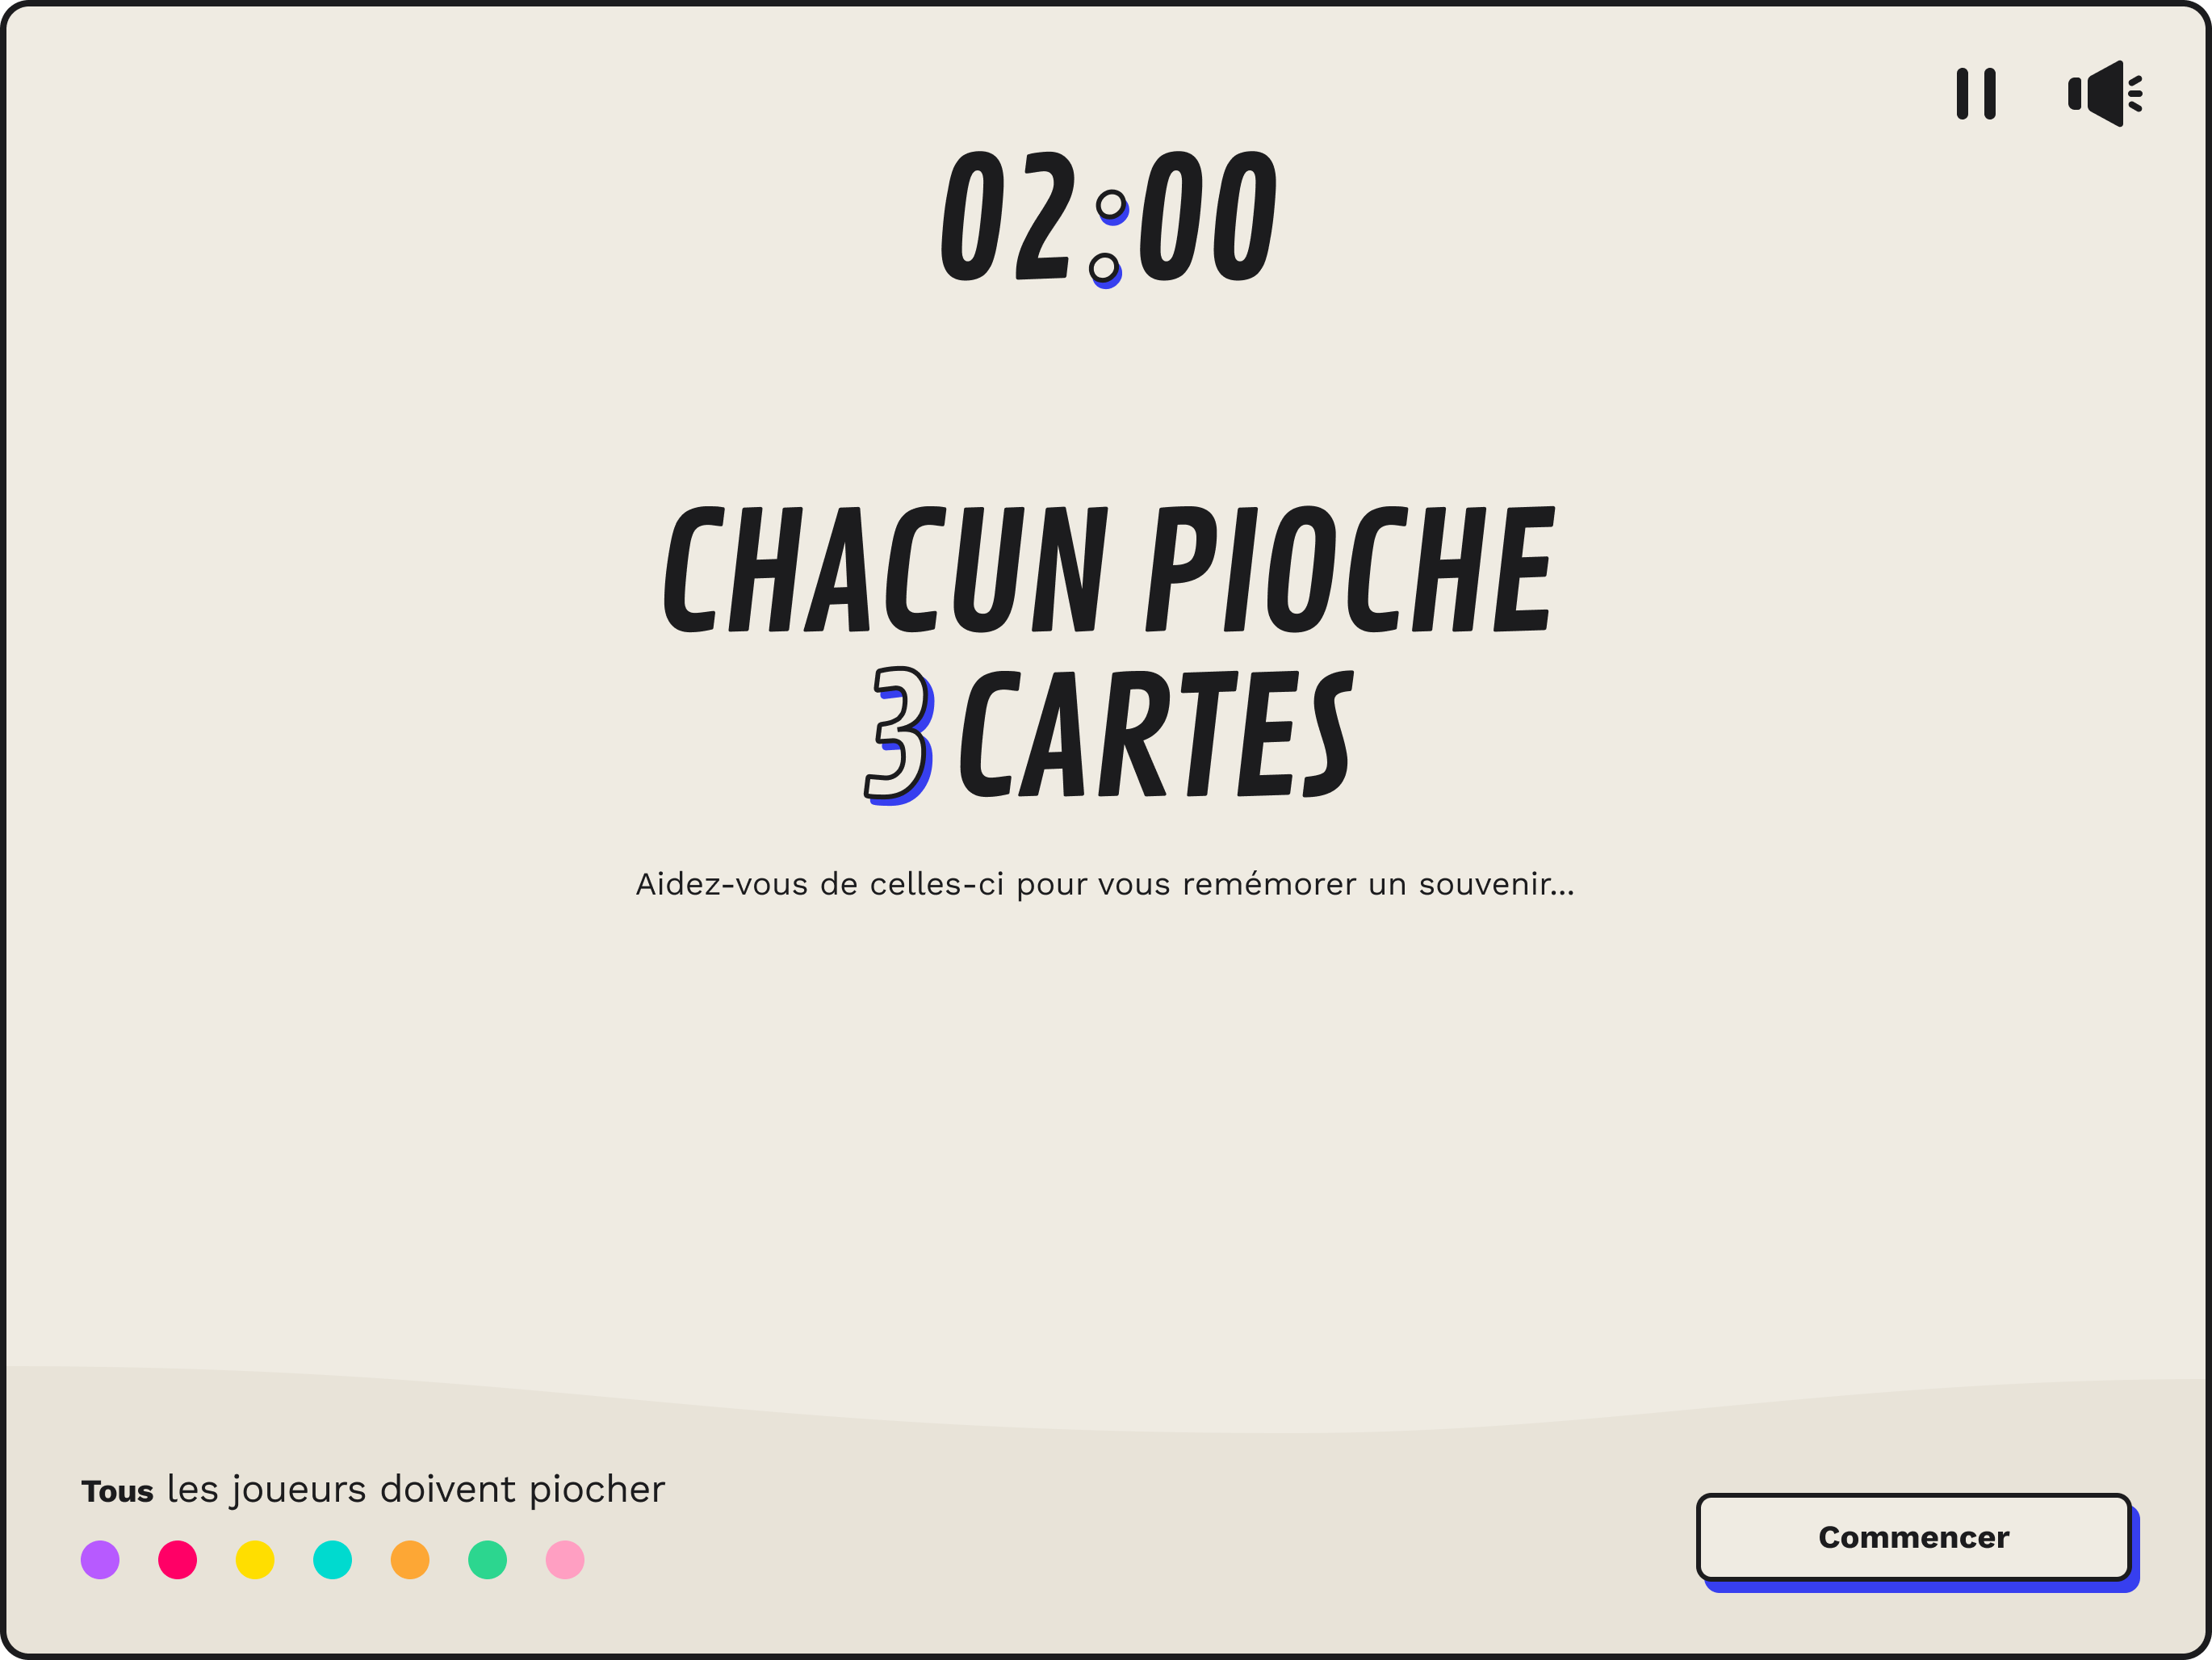 02:00
CHACUN PIOCHE
3 CARTES
Aidez-vous de celles-ci pour vous remémorer un souvenir...
Tous les joueurs doivent piocher
Commencer